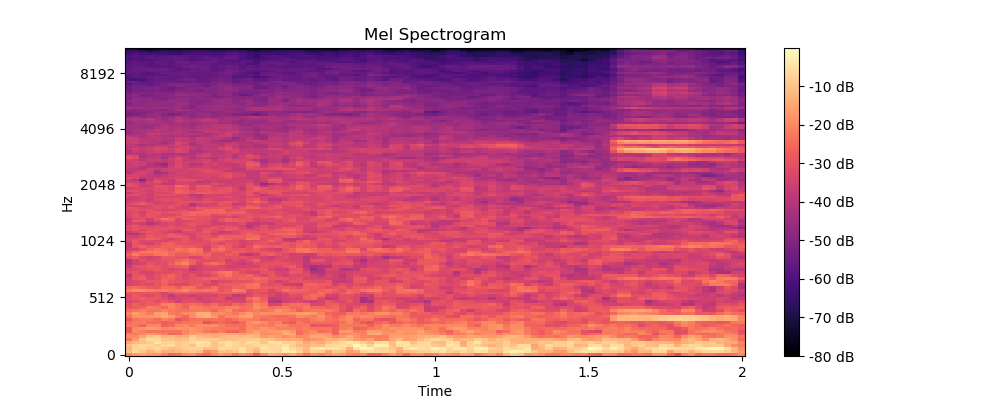 Mel Spectrogram
Hz
8192
4096
2048
1024
512
0
0
0.5
1
1.5
2
Time
-10 dB
-20 dB
-30 dB
-40 dB
-50 dB
-60 dB
-70 dB
-80 dB